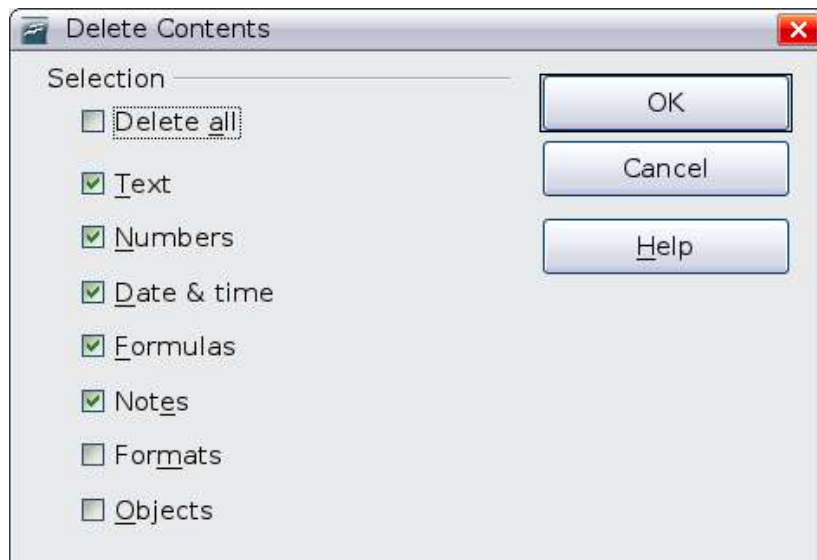 Delete Contents
Selection
Delete all
Text
Numbers
Date & time
Formulas
Notes
Formats
Objects
OK
Cancel
Help